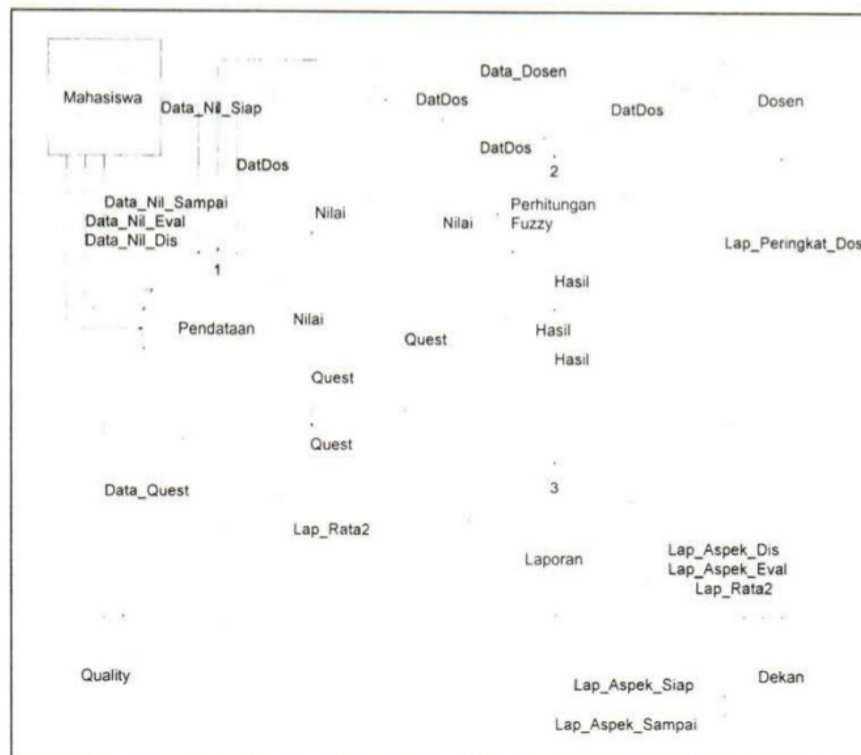 Data_Dosen
Mahasiswa
Data_Nil_Siap
DatDos
DatDos
Dosen
DatDos
DatDos
2
Data_Nil_Sampai
Data_Nil_Eval
Data_Nil_Dis
Nilai
Nilai
Perhitungan
Fuzzy
Lap_Peringkat_Dos
1
Hasil
Pendataan
Nilai
Quest
Hasil
Hasil
Quest
Quest
Data_Quest
3
Lap_Rata2
Laporan
Lap_Aspek_Dis
Lap_Aspek_Eval
Lap_Rata2
Quality
Lap_Aspek_Siap
Dekan
Lap_Aspek_Sampai